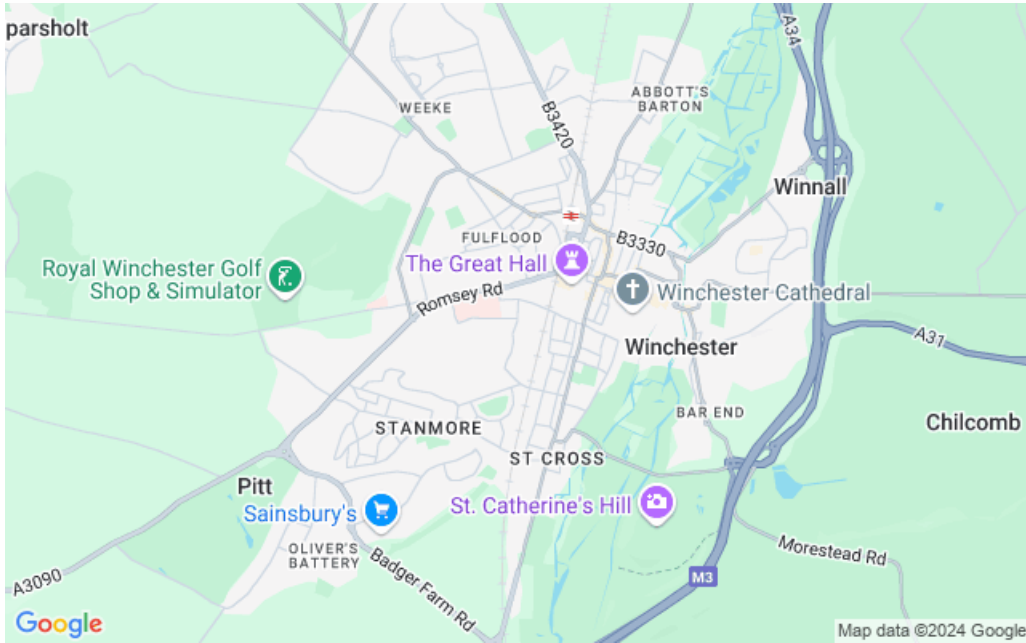 parsholt
A34
WEEKE
ABBOTT'S
BARTON
B3420
Winnall
FULFLOOD
B3330
The Great Hall
Royal Winchester Golf
Shop & Simulator
Romsey Rd
Winchester Cathedral
A31
Winchester
BAR END
Chilcomb
STANMORE
ST CROSS
Pitt
Sainsbury's
St. Catherine's Hill
OLIVER'S
BATTERY
Morestead Rd
A3090
Badger Farm Rd
M3
Google
Map data ©2024 Google